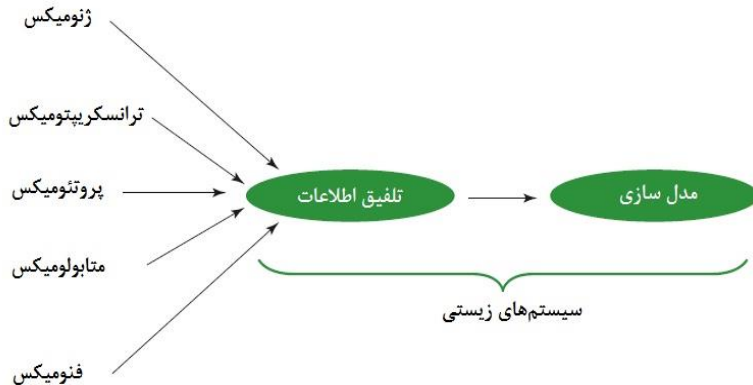 ژنومیکس
ترانسکریپتومیکس
پروتئومیکس
متابولومیکس
فنومیکس
تلفیق اطلاعات
مدل سازی
سیستم‌های زیستی